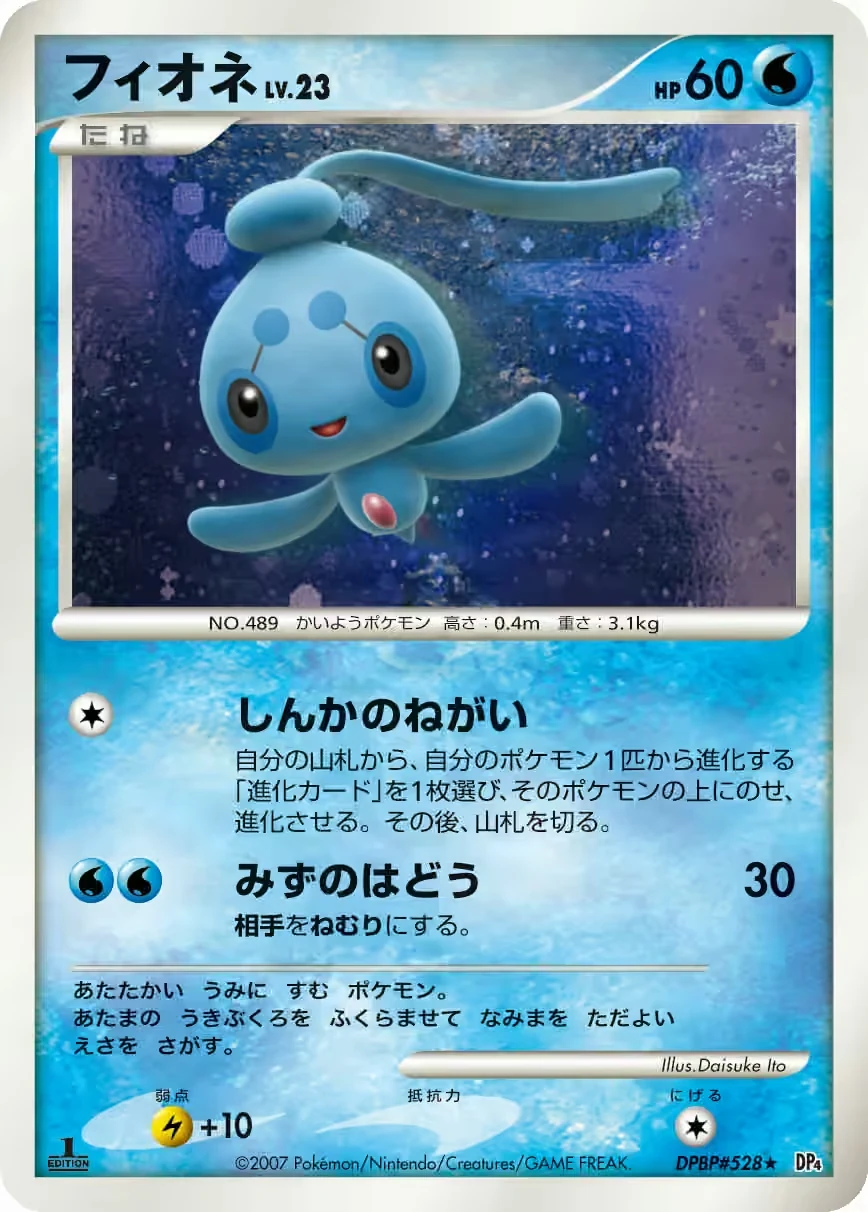 フィオネ LV.23 HP 60
たね
NO.489 かいようポケモン 高さ:0.4m 重さ:3.1kg
しんかのねがい
自分の山札から、自分のポケモン1匹から進化する
「進化カード」を1枚選び、そのポケモンの上にのせ、
進化させる。その後、山札を切る。
みずのはどう 30
相手をねむりにする。
あたたかい うみに すむ ポケモン。
あたまの うきぶくろを ふくらませて なみまを ただよい
えさを さがす。
Illus.Daisuke Ito
弱点 抵抗力 にげる
+10
1 EDITION ©2007 Pokémon/Nintendo/Creatures/GAME FREAK. DPBP#528★ DP4